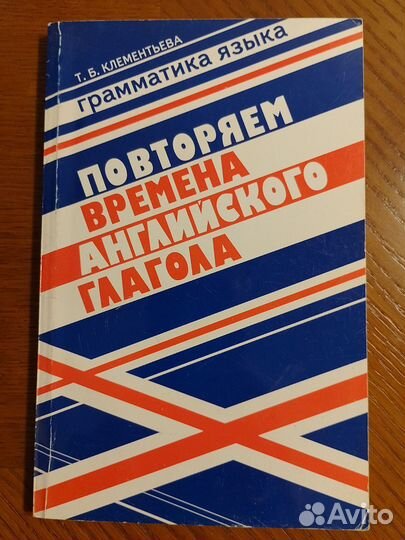 Т. Б. КЛЕМЕНТЬЕВА
грамматика языка
ПОВТОРЯЕМ
ВРЕМЕНА
АНГЛИЙСКОГО
ГЛАГОЛА
Avito